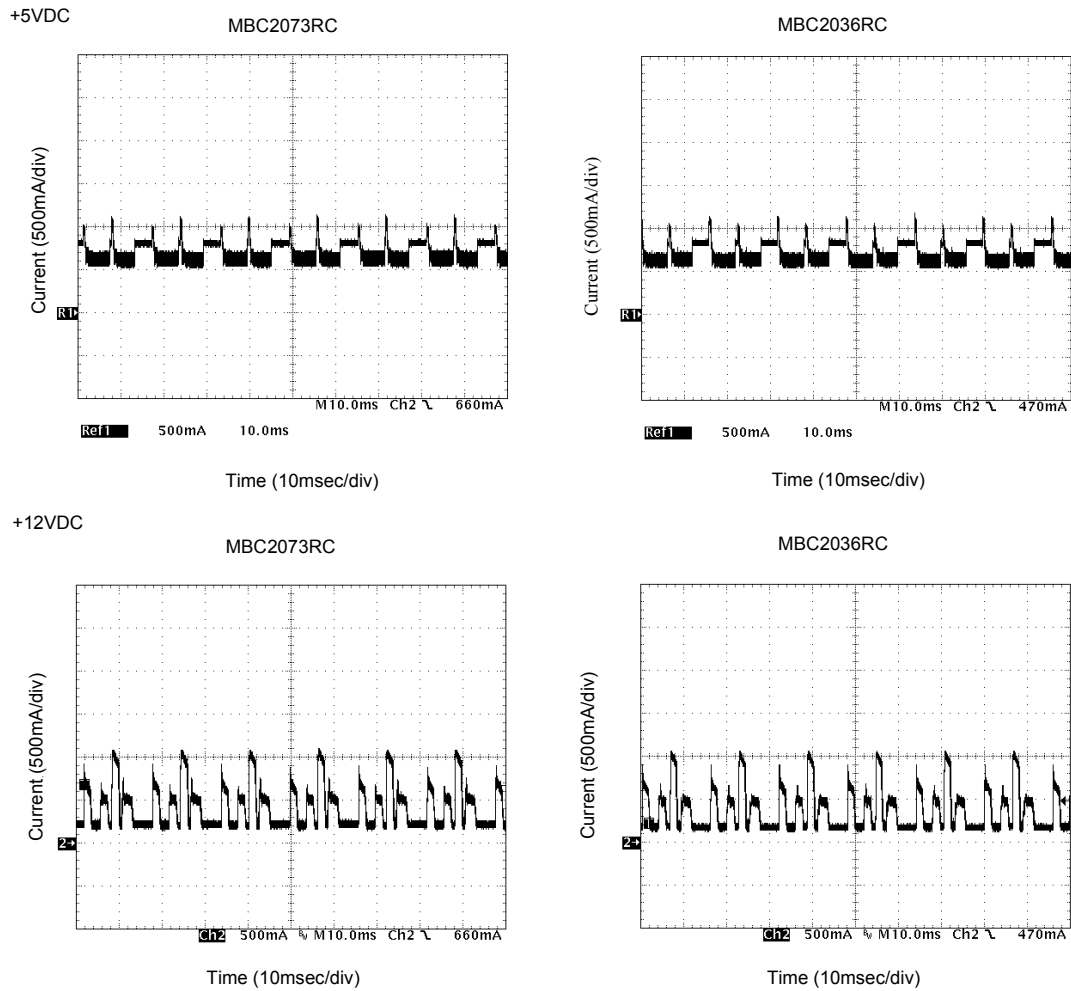 +5VDC
MBC2073RC
MBC2036RC
Current (500mA/div)
R1
M10.0ms Ch2 660mA
Ref1 500mA 10.0ms
Time (10msec/div)
Current (500mA/div)
R1
M10.0ms Ch2 470mA
Ref1 500mA 10.0ms
Time (10msec/div)
+12VDC
MBC2073RC
MBC2036RC
Current (500mA/div)
2→
Ch2 500mA M10.0ms Ch2 660mA
Time (10msec/div)
Current (500mA/div)
2→
Ch2 500mA M10.0ms Ch2 470mA
Time (10msec/div)